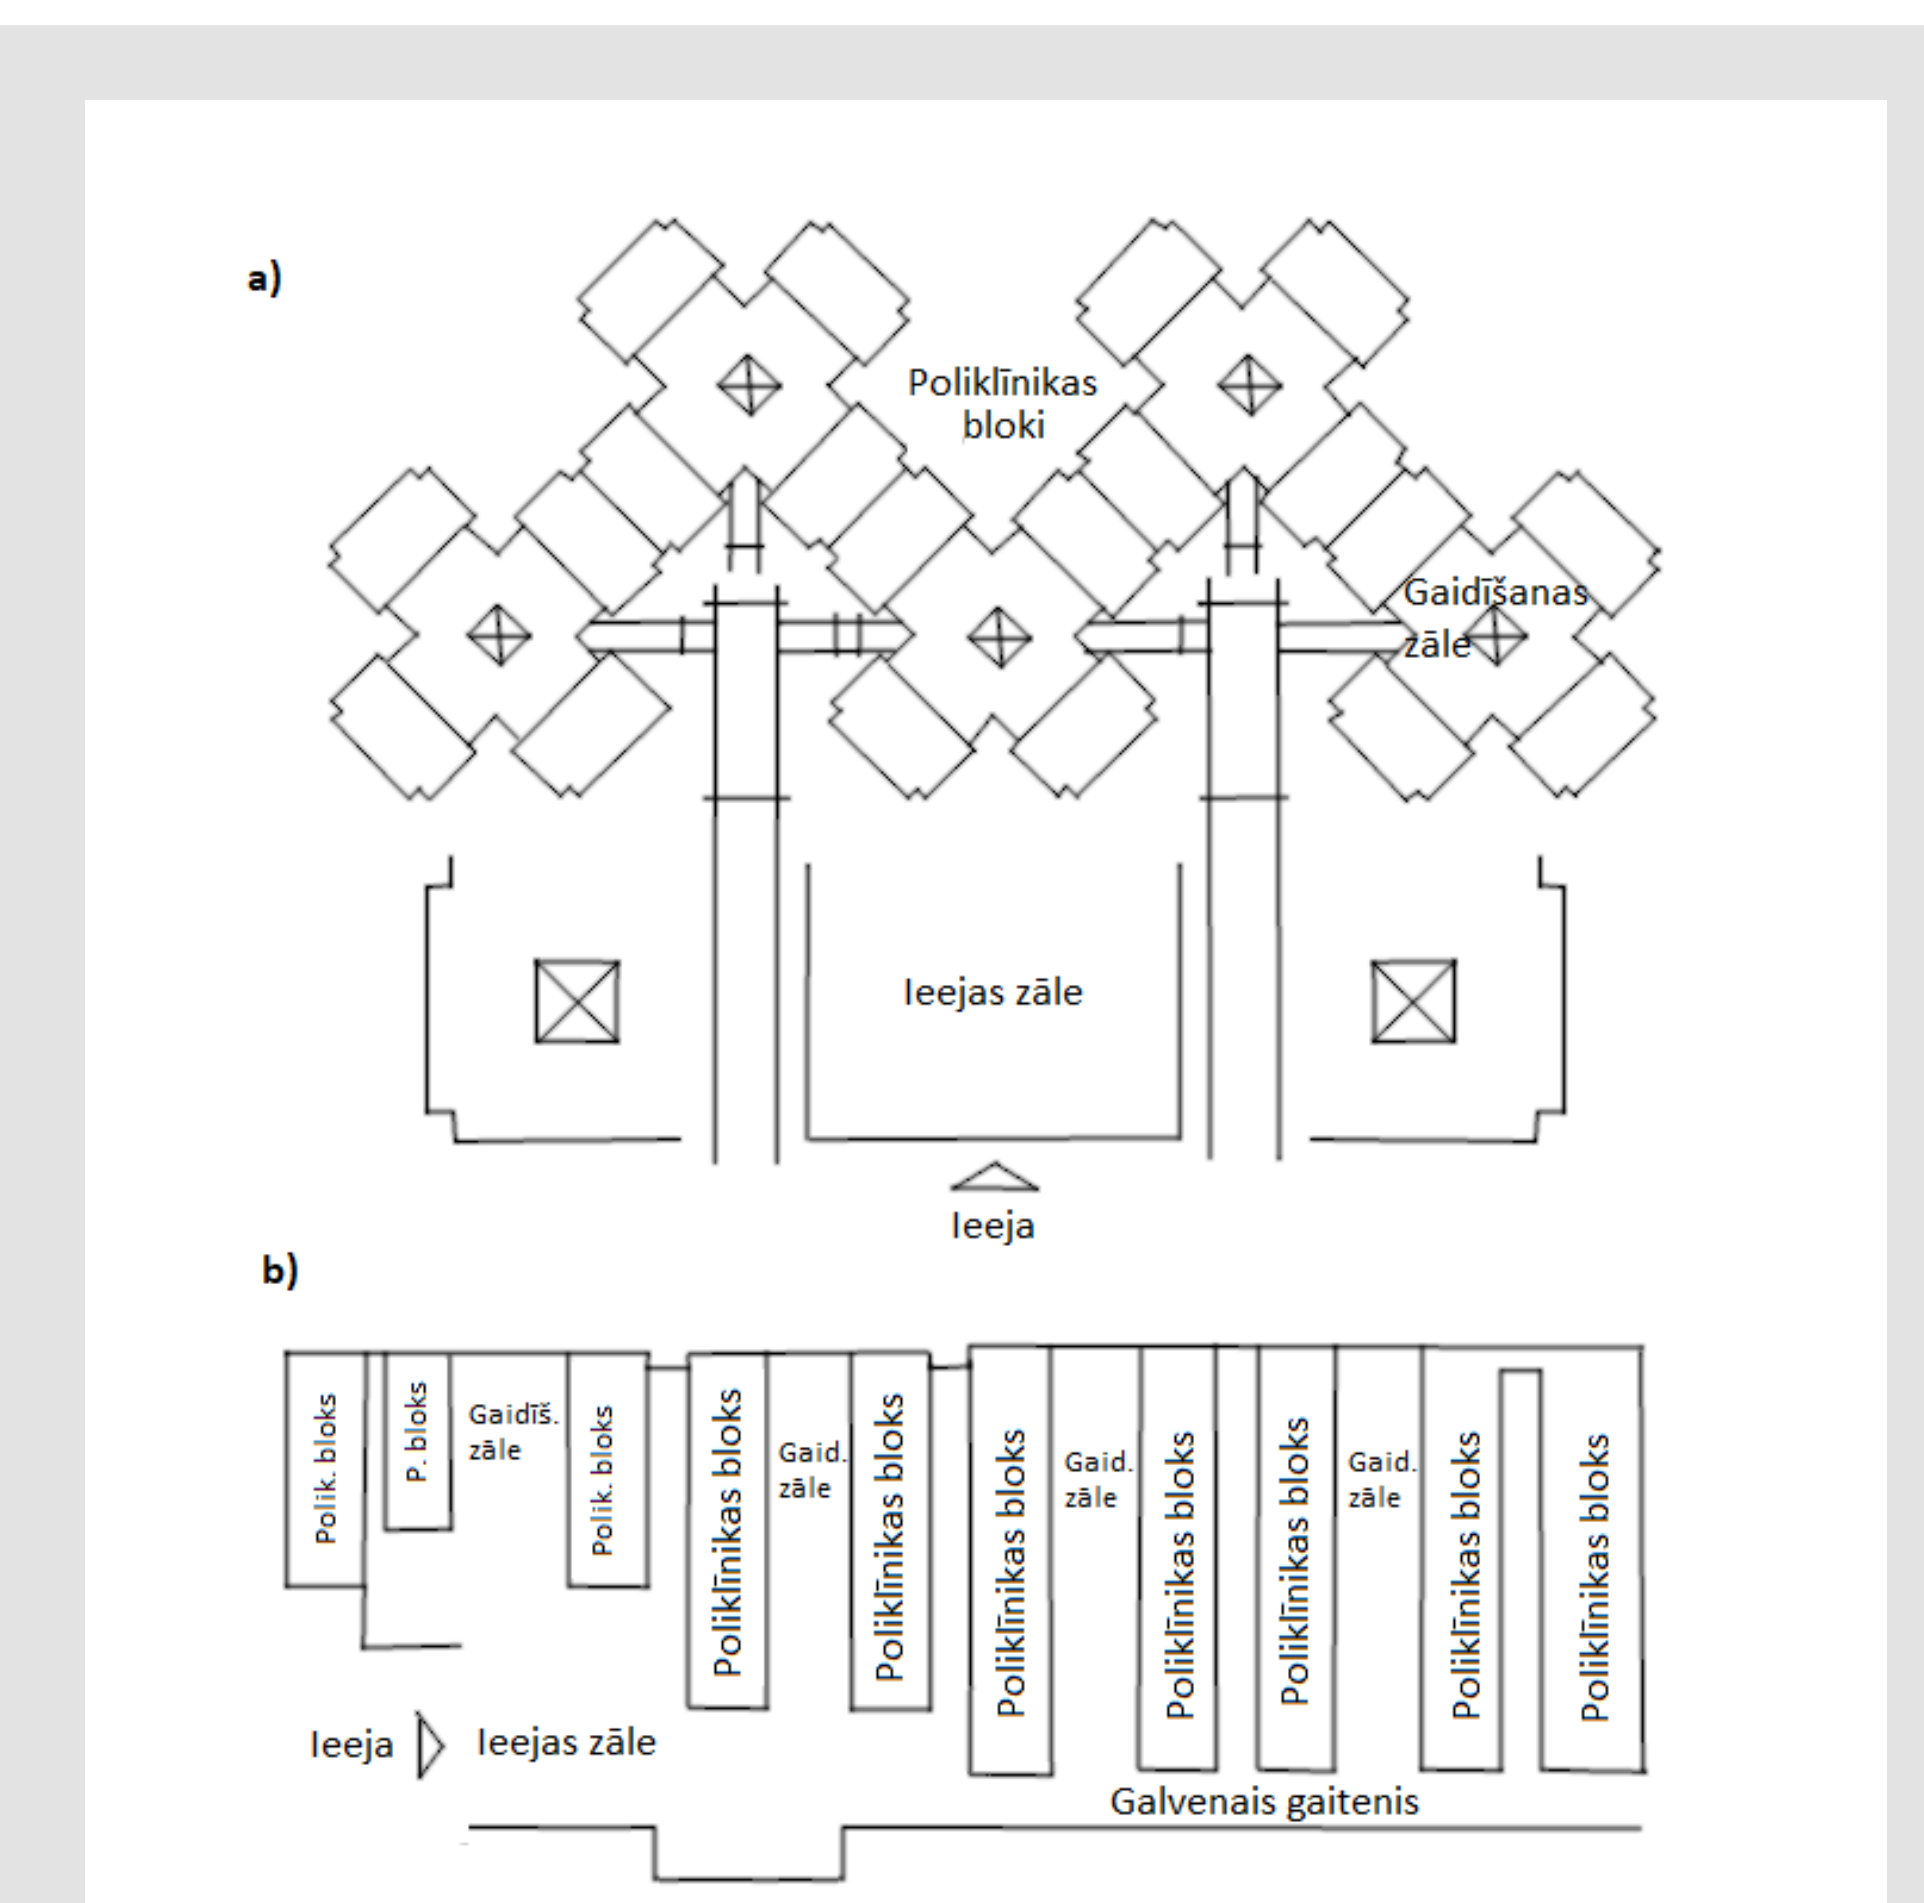 a)
Poliklīnikas
bloki
Gaidīšanas
zāle
Ieejas zāle
Ieeja
b)
Polik. bloks
P. bloks
Gaidīš.
zāle
Polik. bloks
Poliklīnikas bloks
Gaid.
zāle
Poliklīnikas bloks
Poliklīnikas bloks
Gaid.
zāle
Poliklīnikas bloks
Poliklīnikas bloks
Gaid.
zāle
Poliklīnikas bloks
Poliklīnikas bloks
Ieeja
Ieejas zāle
Galvenais gaitenis